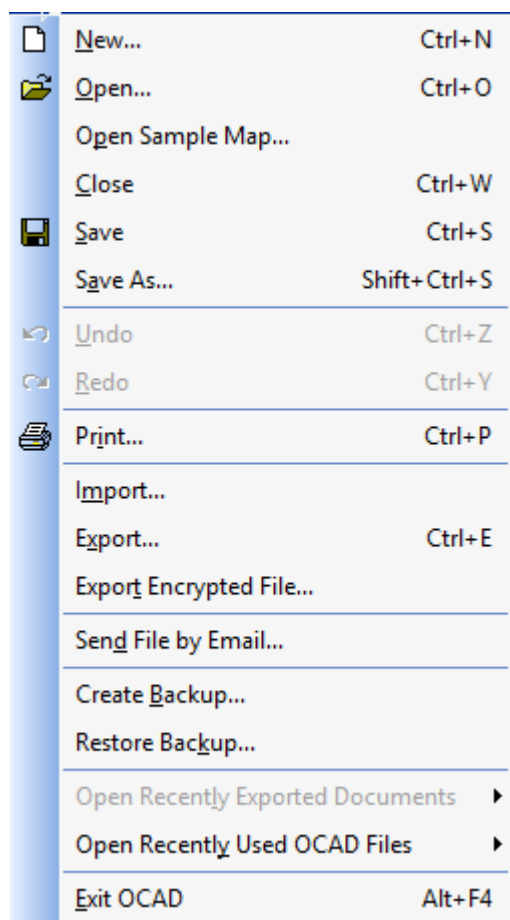 New... Ctrl+N
Open... Ctrl+O
Open Sample Map...
Close Ctrl+W
Save Ctrl+S
Save As... Shift+Ctrl+S
Undo Ctrl+Z
Redo Ctrl+Y
Print... Ctrl+P
Import...
Export... Ctrl+E
Export Encrypted File...
Send File by Email...
Create Backup...
Restore Backup...
Open Recently Exported Documents
Open Recently Used OCAD Files
Exit OCAD Alt+F4